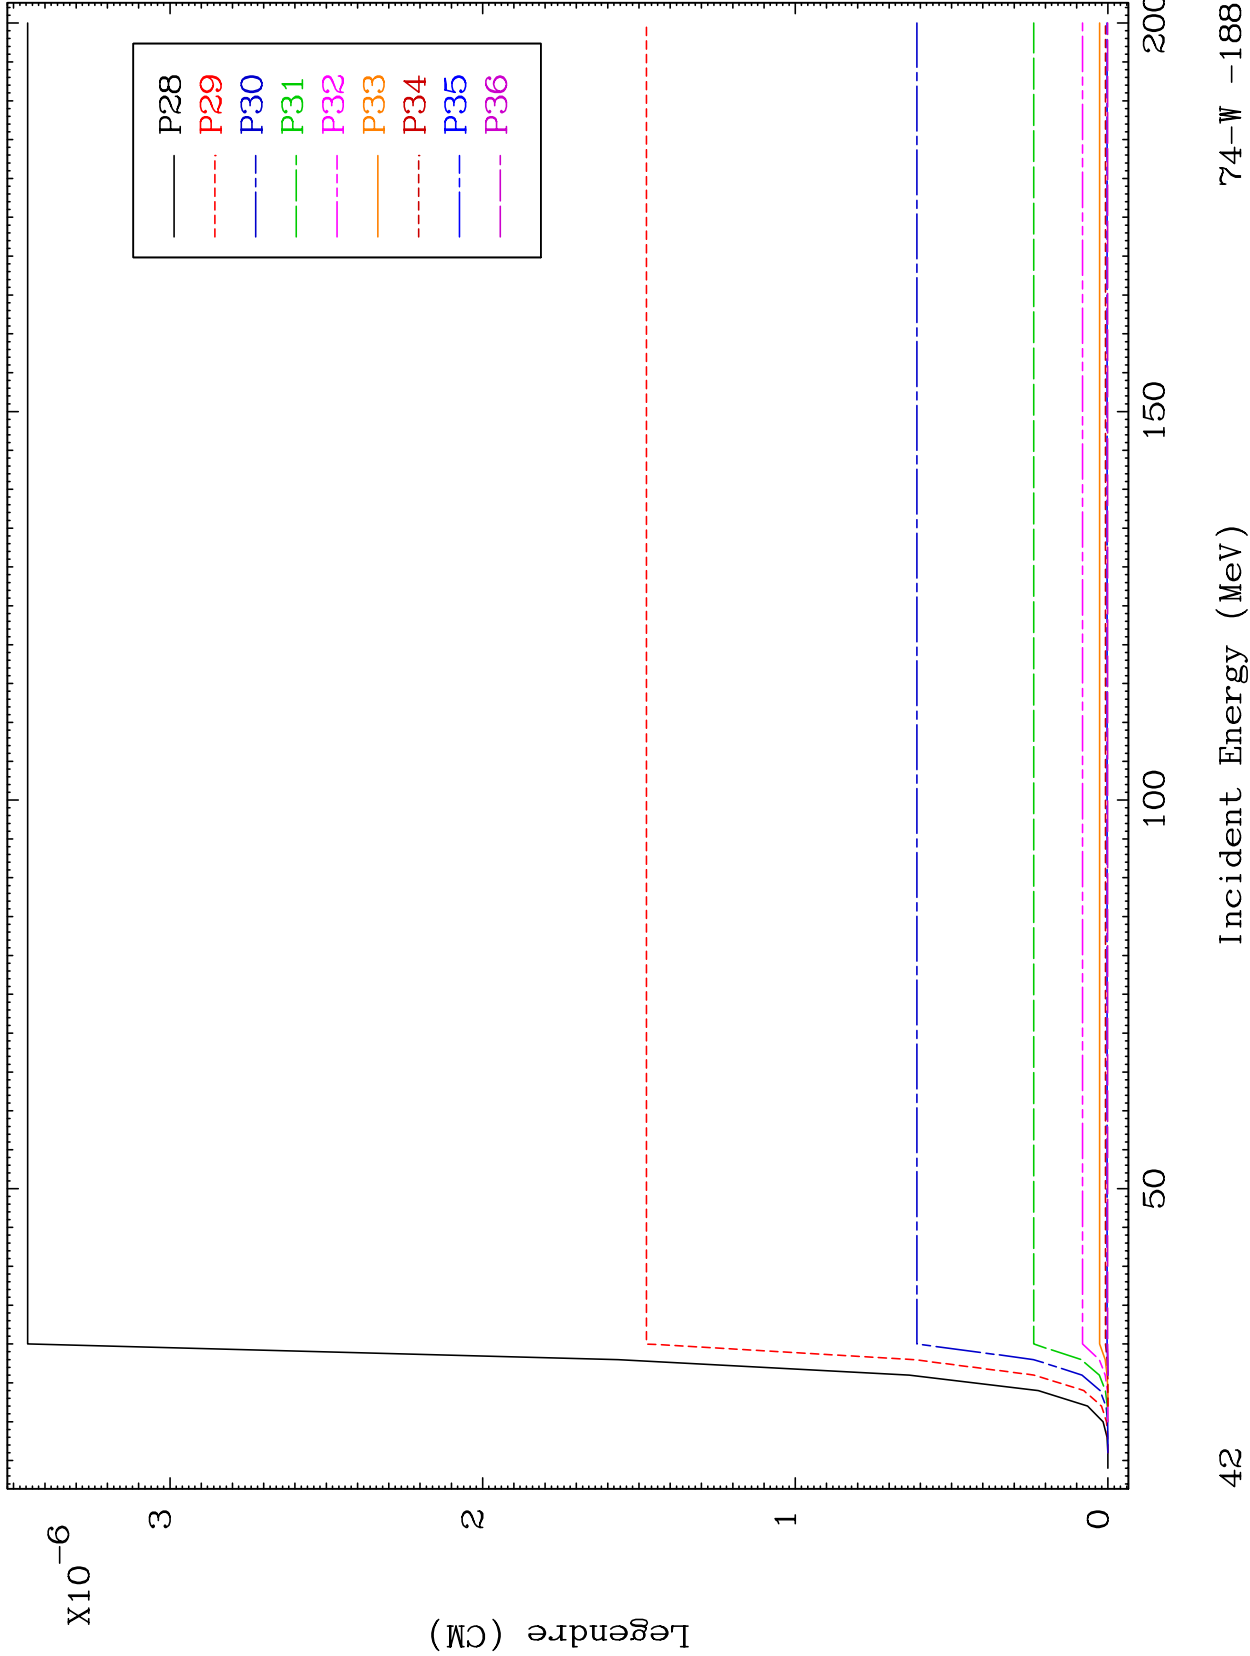 X10
-6
3
2
1
0
Legendre (CM)
P28
P29
P30
P31
P32
P33
P34
P35
P36
50
100
150
200
Incident Energy (MeV)
42
74-W -188